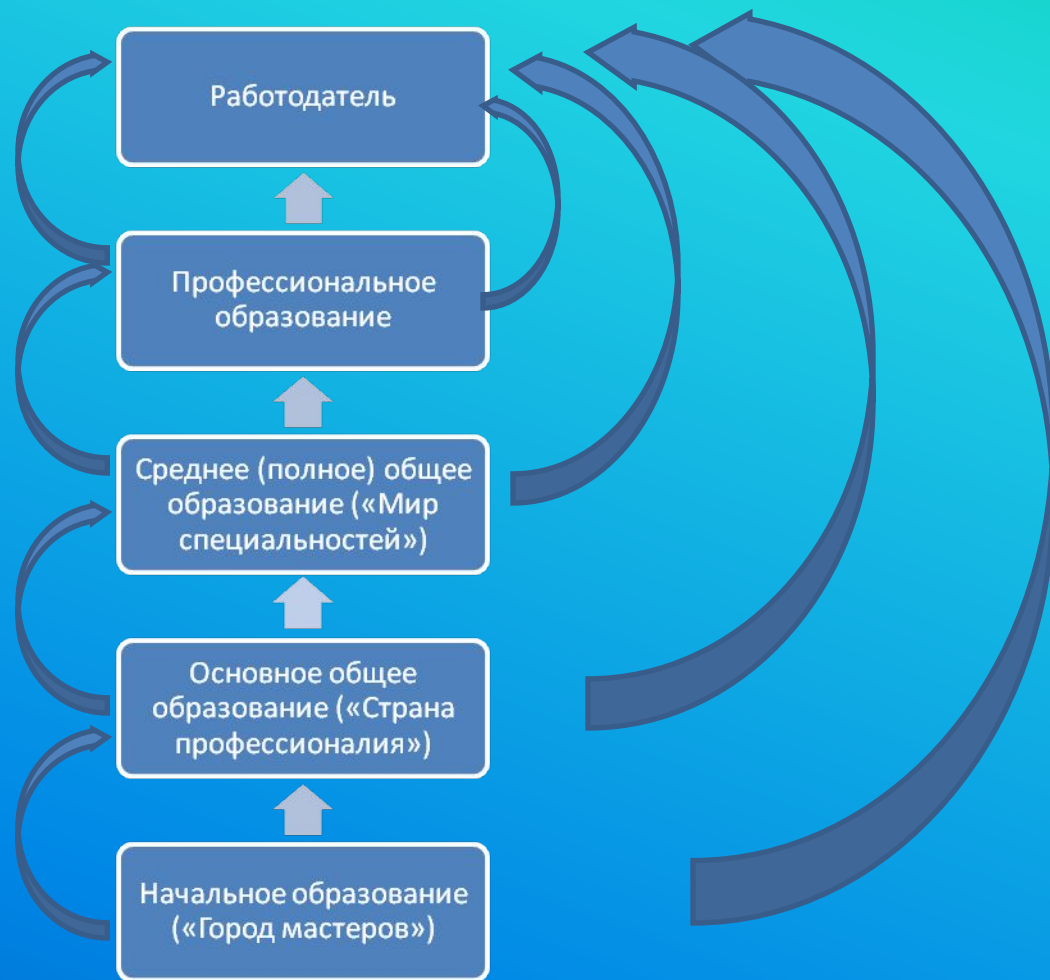 Работодатель
Профессиональное
образование
Среднее (полное) общее
образование («Мир
специальностей»)
Основное общее
образование («Страна
профессионалия»)
Начальное образование
(«Город мастеров»)